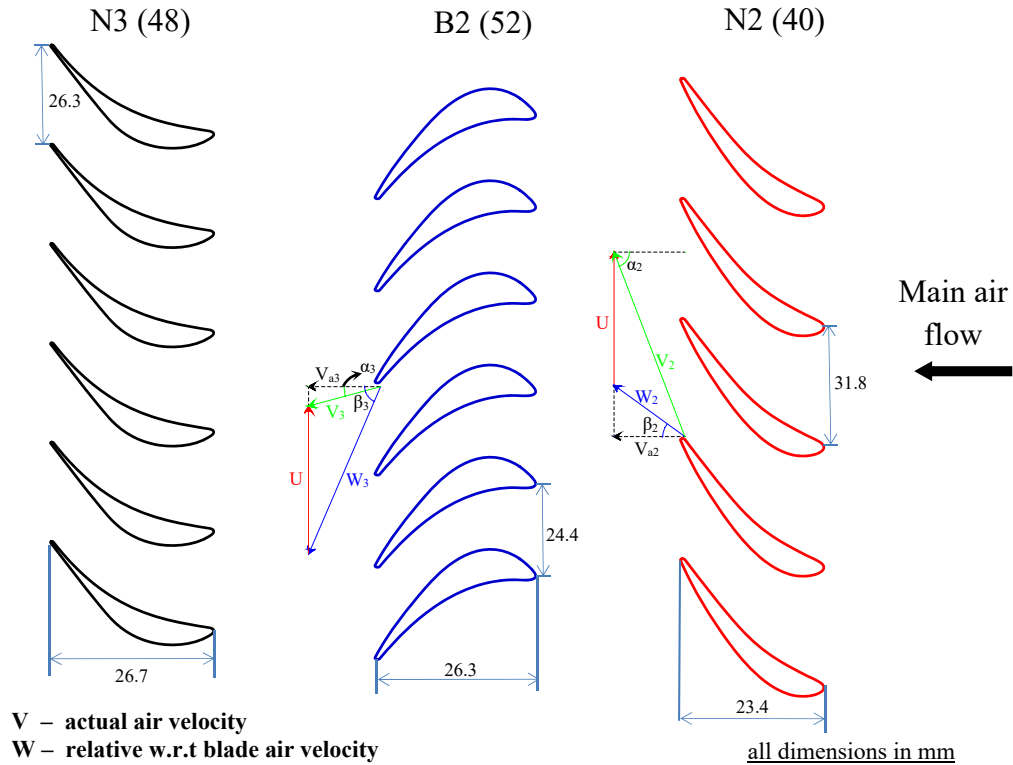 N3 (48)
B2 (52)
N2 (40)
26.3
α2
Main air
flow
U
V2
31.8
Va3
α3
V3
β3
W2
β2
Va2
U
W3
24.4
26.7
26.3
23.4
V – actual air velocity
W – relative w.r.t blade air velocity
all dimensions in mm